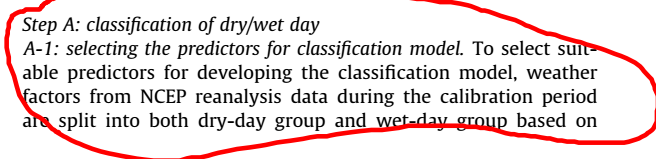 Step A: classification of dry/wet day
A-1: selecting the predictors for classification model. To select suit-
able predictors for developing the classification model, weather
factors from NCEP reanalysis data during the calibration period
are split into both dry-day group and wet-day group based on